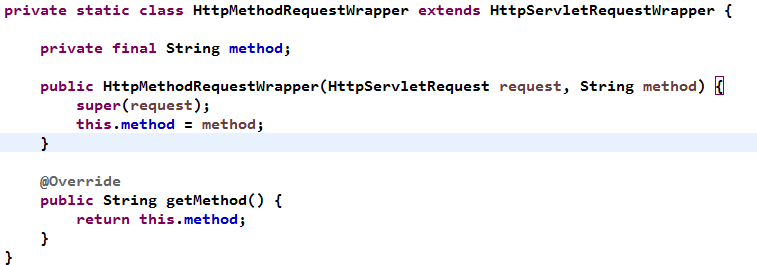 private static class HttpMethodRequestWrapper extends HttpServletRequestWrapper {
private final String method;
public HttpMethodRequestWrapper(HttpServletRequest request, String method) {
super(request);
this.method = method;
}
@Override
public String getMethod() {
return this.method;
}
}